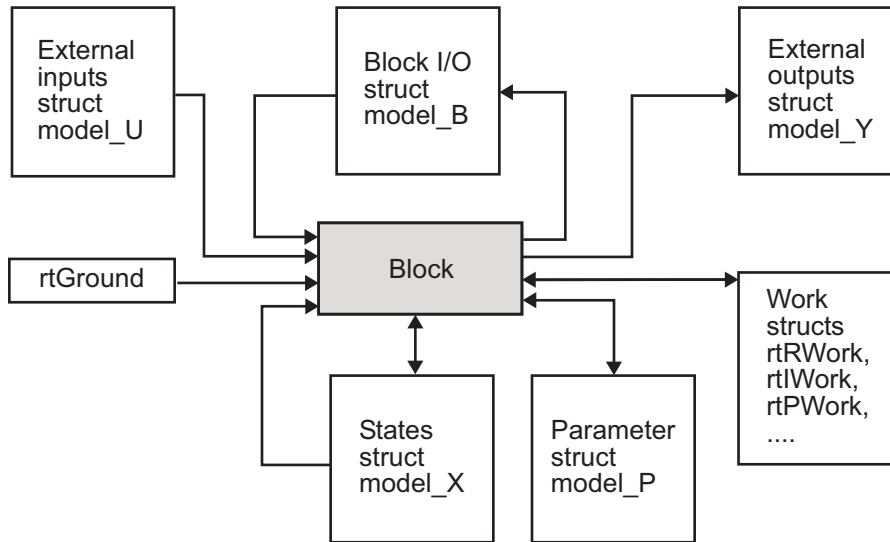 External
inputs
struct
model_U
Block I/O
struct
model_B
External
outputs
struct
model_Y
rtGround
Block
Work
structs
rtRWork,
rtIWork,
rtPWork,
....
States
struct
model_X
Parameter
struct
model_P